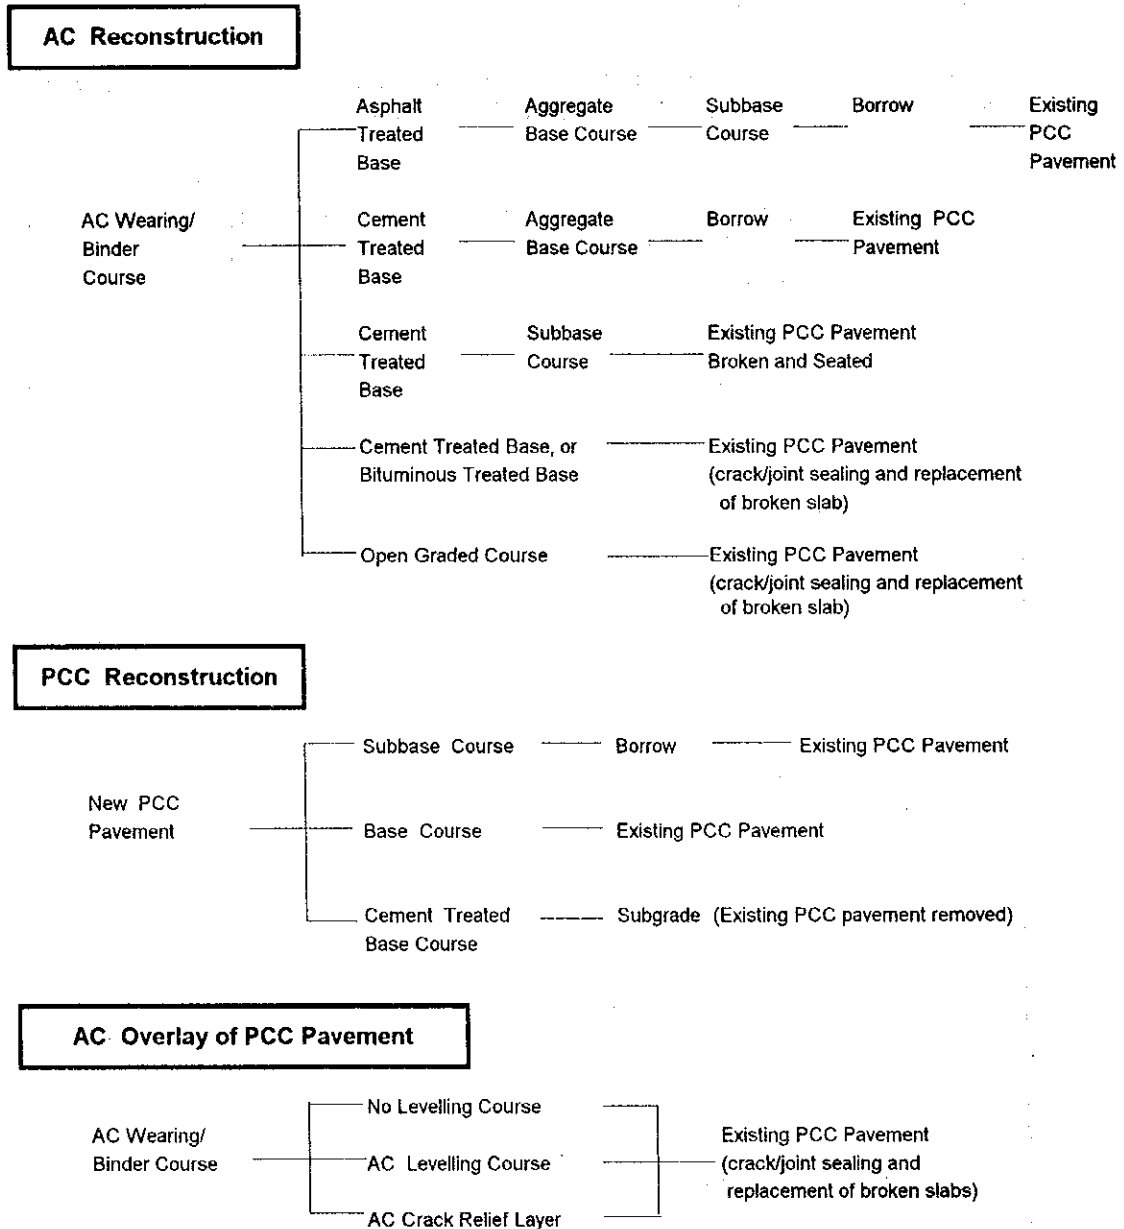 AC Reconstruction
Asphalt Treated Base
Aggregate Base Course
Subbase Course
Borrow
Existing PCC Pavement
AC Wearing/
Binder
Course
Cement Treated Base
Aggregate Base Course
Borrow
Existing PCC Pavement
Cement Treated Base
Subbase Course
Existing PCC Pavement
Broken and Seated
Cement Treated Base, or
Bituminous Treated Base
Existing PCC Pavement
(crack/joint sealing and replacement
of broken slab)
Open Graded Course
Existing PCC Pavement
(crack/joint sealing and replacement
of broken slab)
PCC Reconstruction
Subbase Course
Borrow
Existing PCC Pavement
New PCC
Pavement
Base Course
Existing PCC Pavement
Cement Treated
Base Course
Subgrade (Existing PCC pavement removed)
AC Overlay of PCC Pavement
No Levelling Course
AC Wearing/
Binder Course
AC Levelling Course
AC Crack Relief Layer
Existing PCC Pavement
(crack/joint sealing and
replacement of broken slabs)